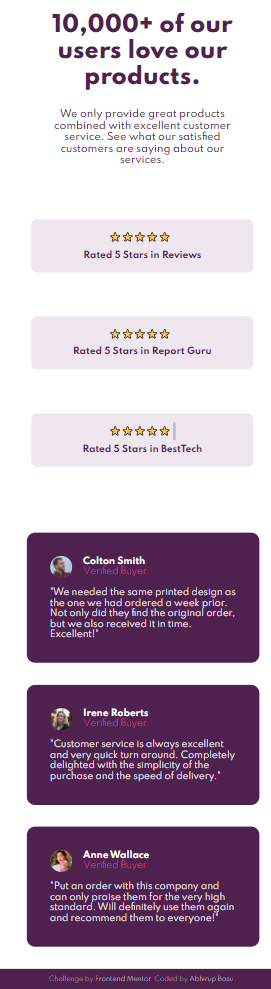 10,000+ of our
users love our
products.
We only provide great products
combined with excellent customer
service. See what our satisfied
customers are saying about our
services.
Rated 5 Stars in Reviews
Rated 5 Stars in Report Guru
Rated 5 Stars in BestTech
Colton Smith
Verified Buyer
"We needed the same printed design as
the one we had ordered a week prior.
Not only did they find the original order,
but we also received it in time.
Excellent!"
Irene Roberts
Verified Buyer
"Customer service is always excellent
and very quick turn around. Completely
delighted with the simplicity of the
purchase and the speed of delivery."
Anne Wallace
Verified Buyer
"Put an order with this company and
can only praise them for the very high
standard. Will definitely use them again
and recommend them to everyone!"
Challenge by Frontend Mentor. Coded by Abhirup Basu.